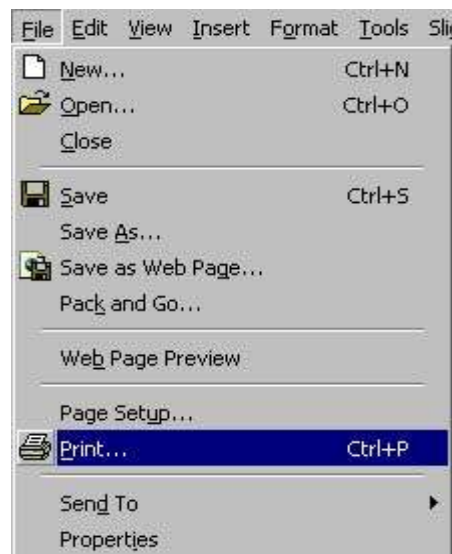 File Edit View Insert Format Tools Sli
New... Ctrl+N
Open... Ctrl+O
Close
Save Ctrl+S
Save As...
Save as Web Page...
Pack and Go...
Web Page Preview
Page Setup...
Print... Ctrl+P
Send To
Properties